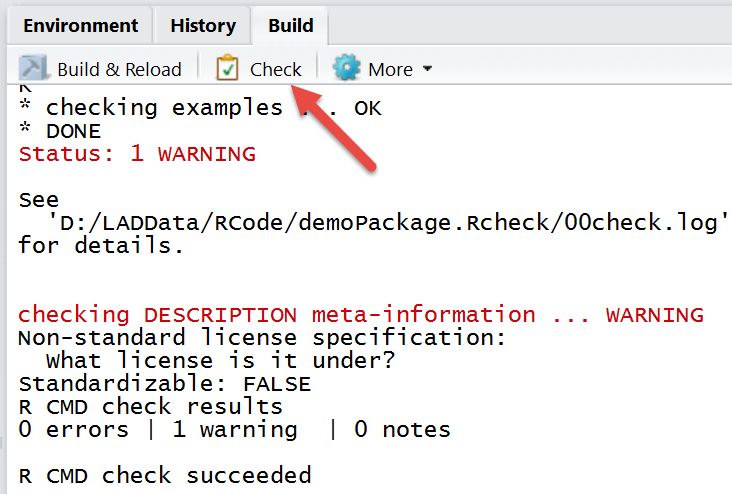 Environment History Build
Build & Reload Check More
* checking examples ... OK
* DONE
Status: 1 WARNING
See
'D:/LADData/RCode/demoPackage.Rcheck/00check.log'
for details.
checking DESCRIPTION meta-information ... WARNING
Non-standard license specification:
What license is it under?
Standardizable: FALSE
R CMD check results
0 errors | 1 warning | 0 notes
R CMD check succeeded